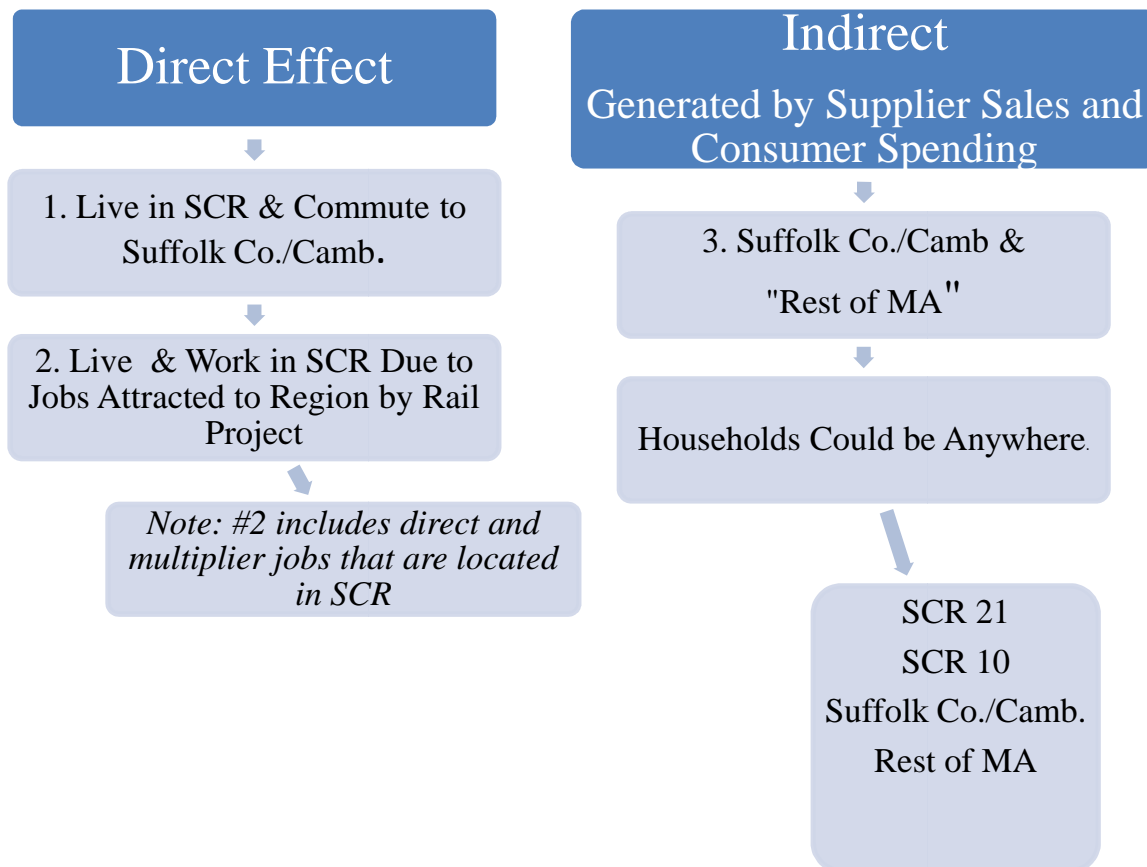 Direct Effect
1. Live in SCR & Commute to
Suffolk Co./Camb.
2. Live & Work in SCR Due to
Jobs Attracted to Region by Rail
Project
Note: #2 includes direct and
multiplier jobs that are located
in SCR
Indirect
Generated by Supplier Sales and
Consumer Spending
3. Suffolk Co./Camb &
"Rest of MA"
Households Could be Anywhere.
SCR 21
SCR 10
Suffolk Co./Camb.
Rest of MA